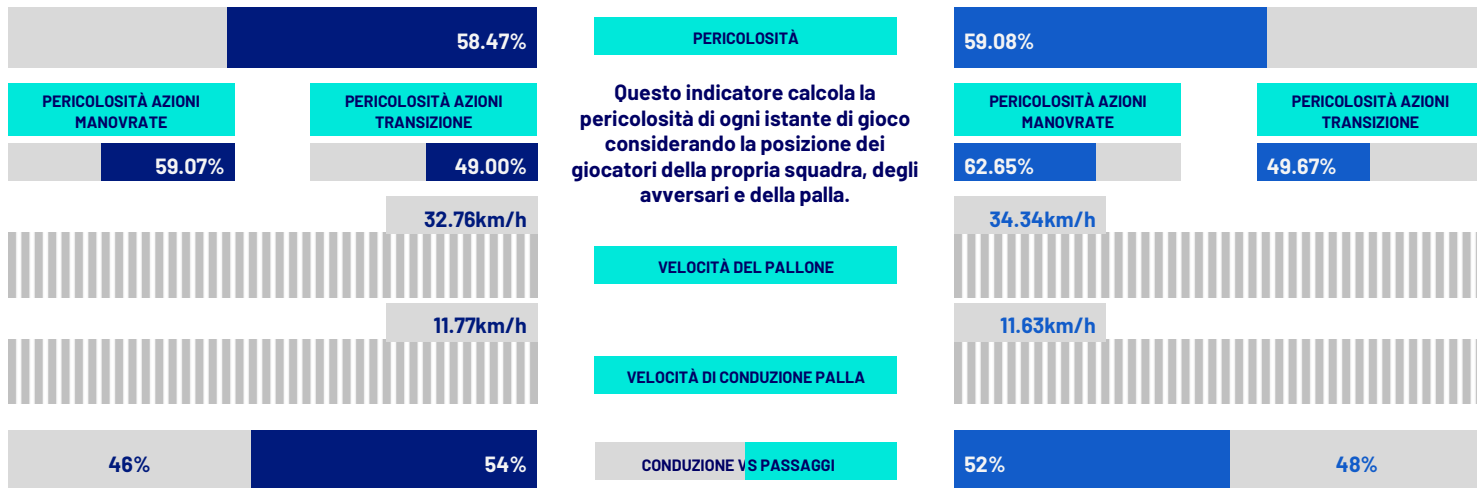 58.47%
PERICOLOSITÀ
59.08%
PERICOLOSITÀ AZIONI
MANOVRATE
59.07%
PERICOLOSITÀ AZIONI
TRANSIZIONE
49.00%
Questo indicatore calcola la
pericolosità di ogni istante di gioco
considerando la posizione dei
giocatori della propria squadra, degli
avversari e della palla.
PERICOLOSITÀ AZIONI
MANOVRATE
62.65%
PERICOLOSITÀ AZIONI
TRANSIZIONE
49.67%
32.76km/h
VELOCITÀ DEL PALLONE
34.34km/h
11.77km/h
VELOCITÀ DI CONDUZIONE PALLA
11.63km/h
46%
54%
CONDUZIONE VS PASSAGGI
52%
48%